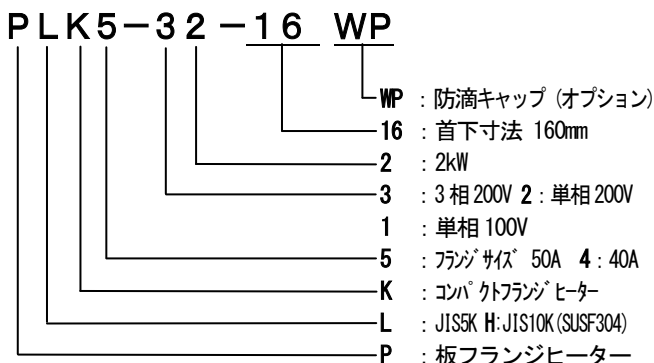 PLK5-32-16 WP
WP : 防滴キャップ (オプション)
16 : 首下寸法 160mm
2 : 2kW
3 : 3相200V 2:単相200V
1 : 単相100V
5 : フランジサイズ 50A 4:40A
K : コンパクトフランジヒーター
L : JIS5K H:JIS10K(SUSF304)
P : 板フランジヒーター